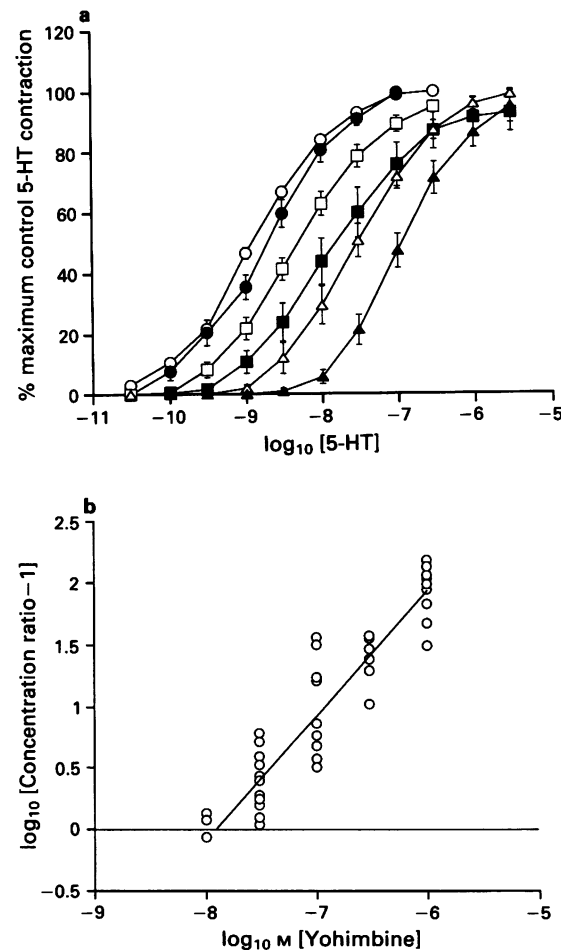 a
120
100
80
60
40
20
0
% maximum control 5-HT contraction
−11 −10 −9 −8 −7 −6 −5
log₁₀ [5-HT]
b
2.5
2
1.5
1
0.5
0
−0.5
log₁₀ [Concentration ratio−1]
−9 −8 −7 −6 −5
log₁₀ M [Yohimbine]